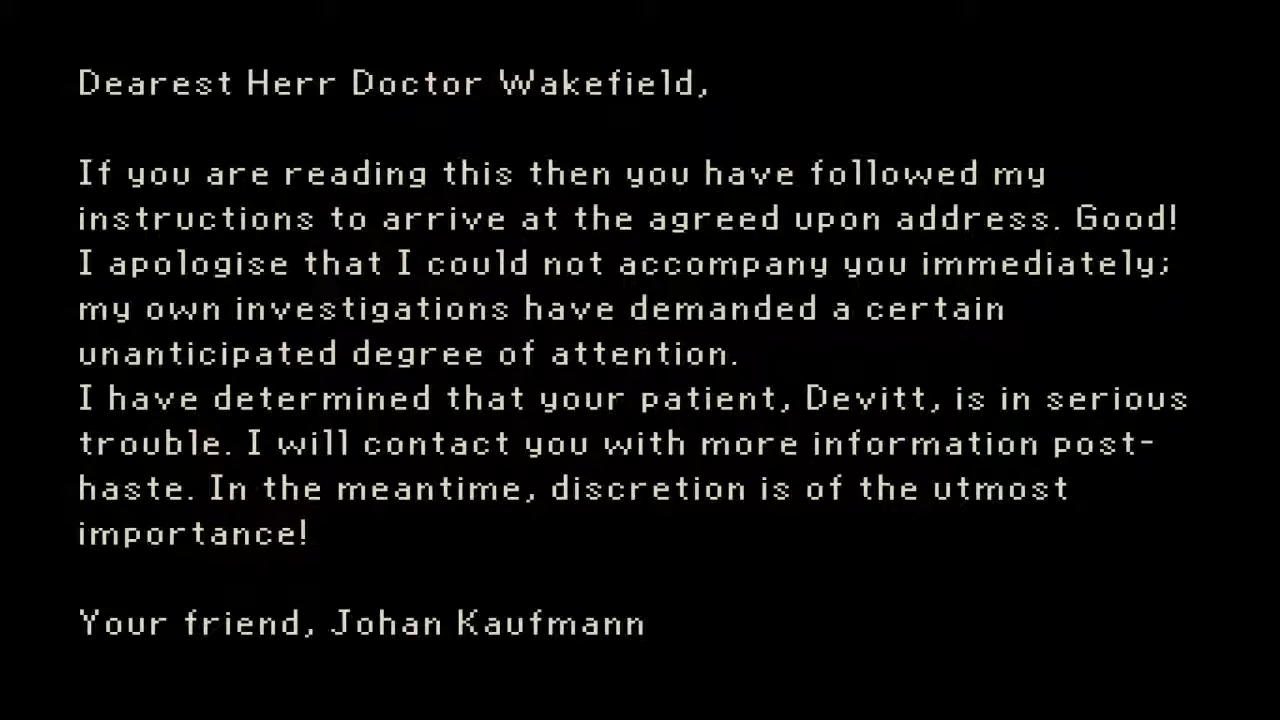 Dearest Herr Doctor Wakefield,
If you are reading this then you have followed my
instructions to arrive at the agreed upon address. Good!
I apologise that I could not accompany you immediately;
my own investigations have demanded a certain
unanticipated degree of attention.
I have determined that your patient, Devitt, is in serious
trouble. I will contact you with more information post-
haste. In the meantime, discretion is of the utmost
importance!
Your friend, Johan Kaufmann